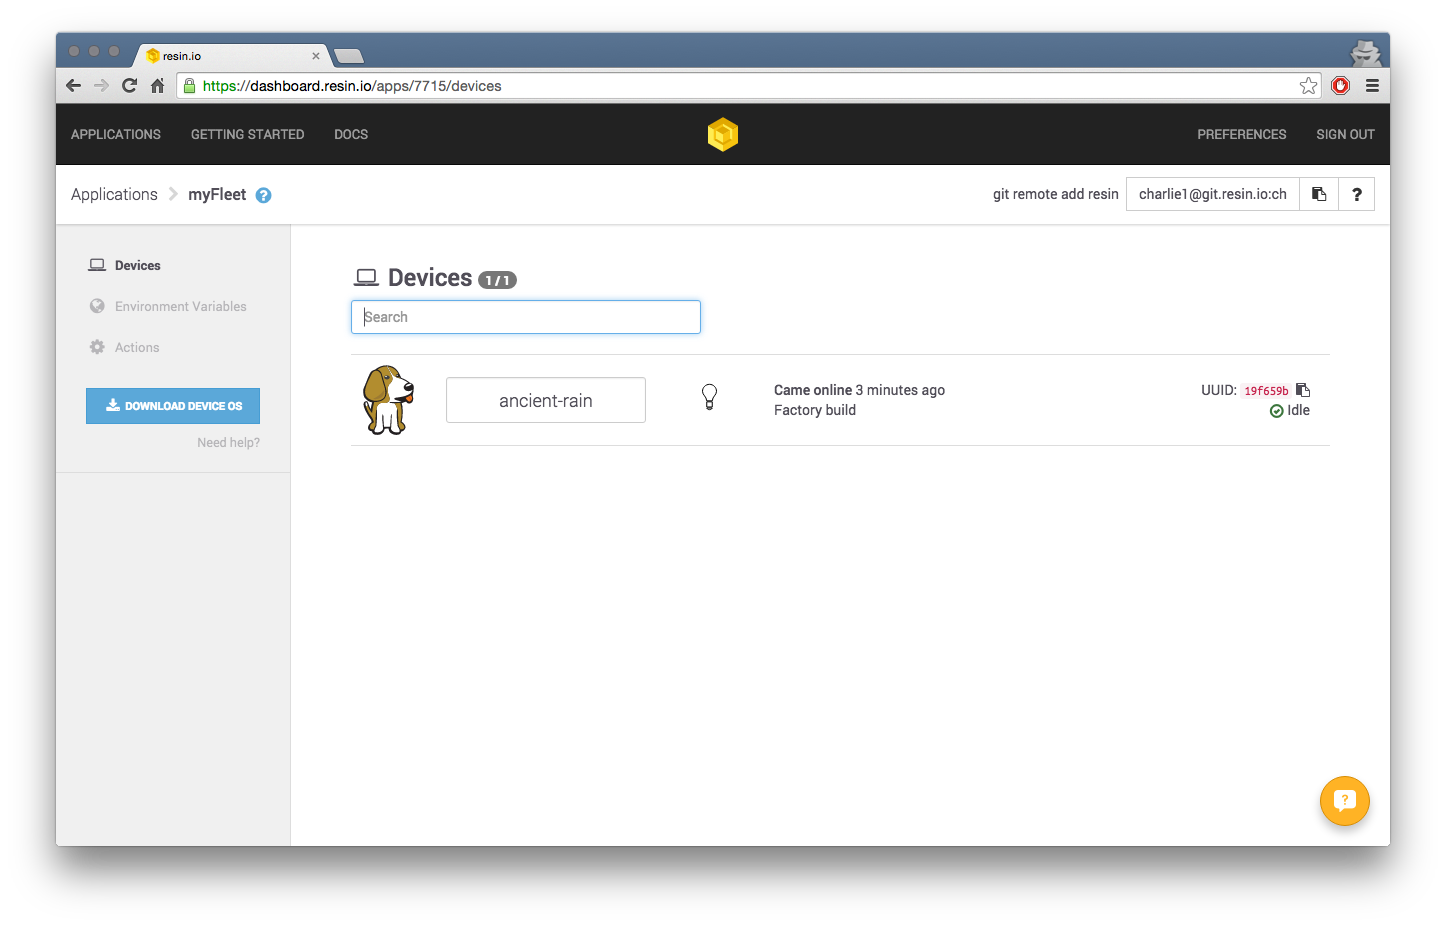 resin.io
https://dashboard.resin.io/apps/7715/devices
APPLICATIONS GETTING STARTED DOCS PREFERENCES SIGN OUT
Applications myFleet ? git remote add resin charlie1@git.resin.io:ch ?
Devices
Environment Variables
Actions
DOWNLOAD DEVICE OS
Need help?
Devices 1 / 1
Search
ancient-rain
Came online 3 minutes ago
Factory build
UUID: 19f659b
Idle
?